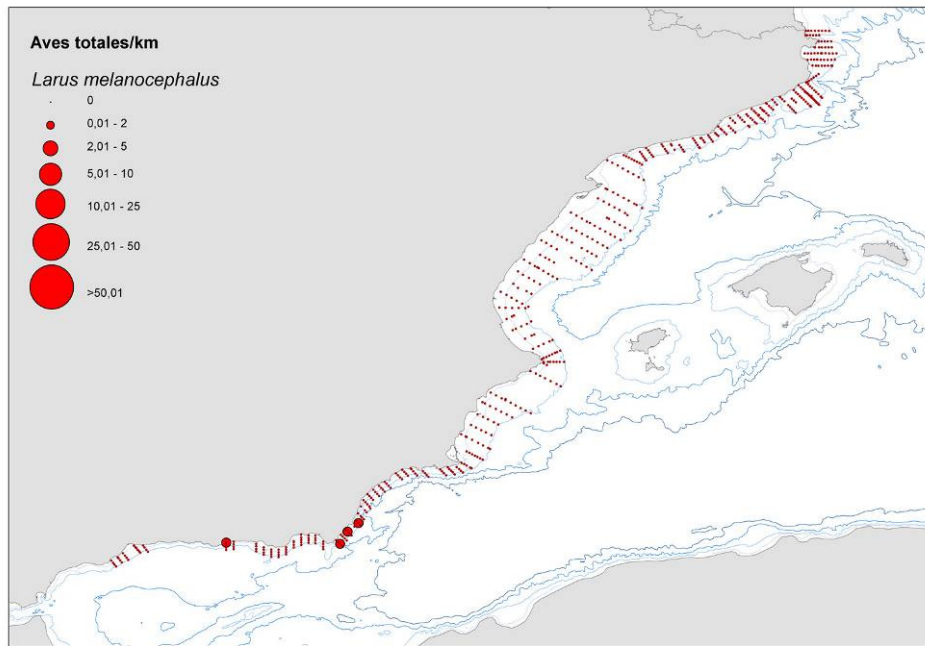 Aves totales/km
Larus melanocephalus
0
0,01 - 2
2,01 - 5
5,01 - 10
10,01 - 25
25,01 - 50
>50,01